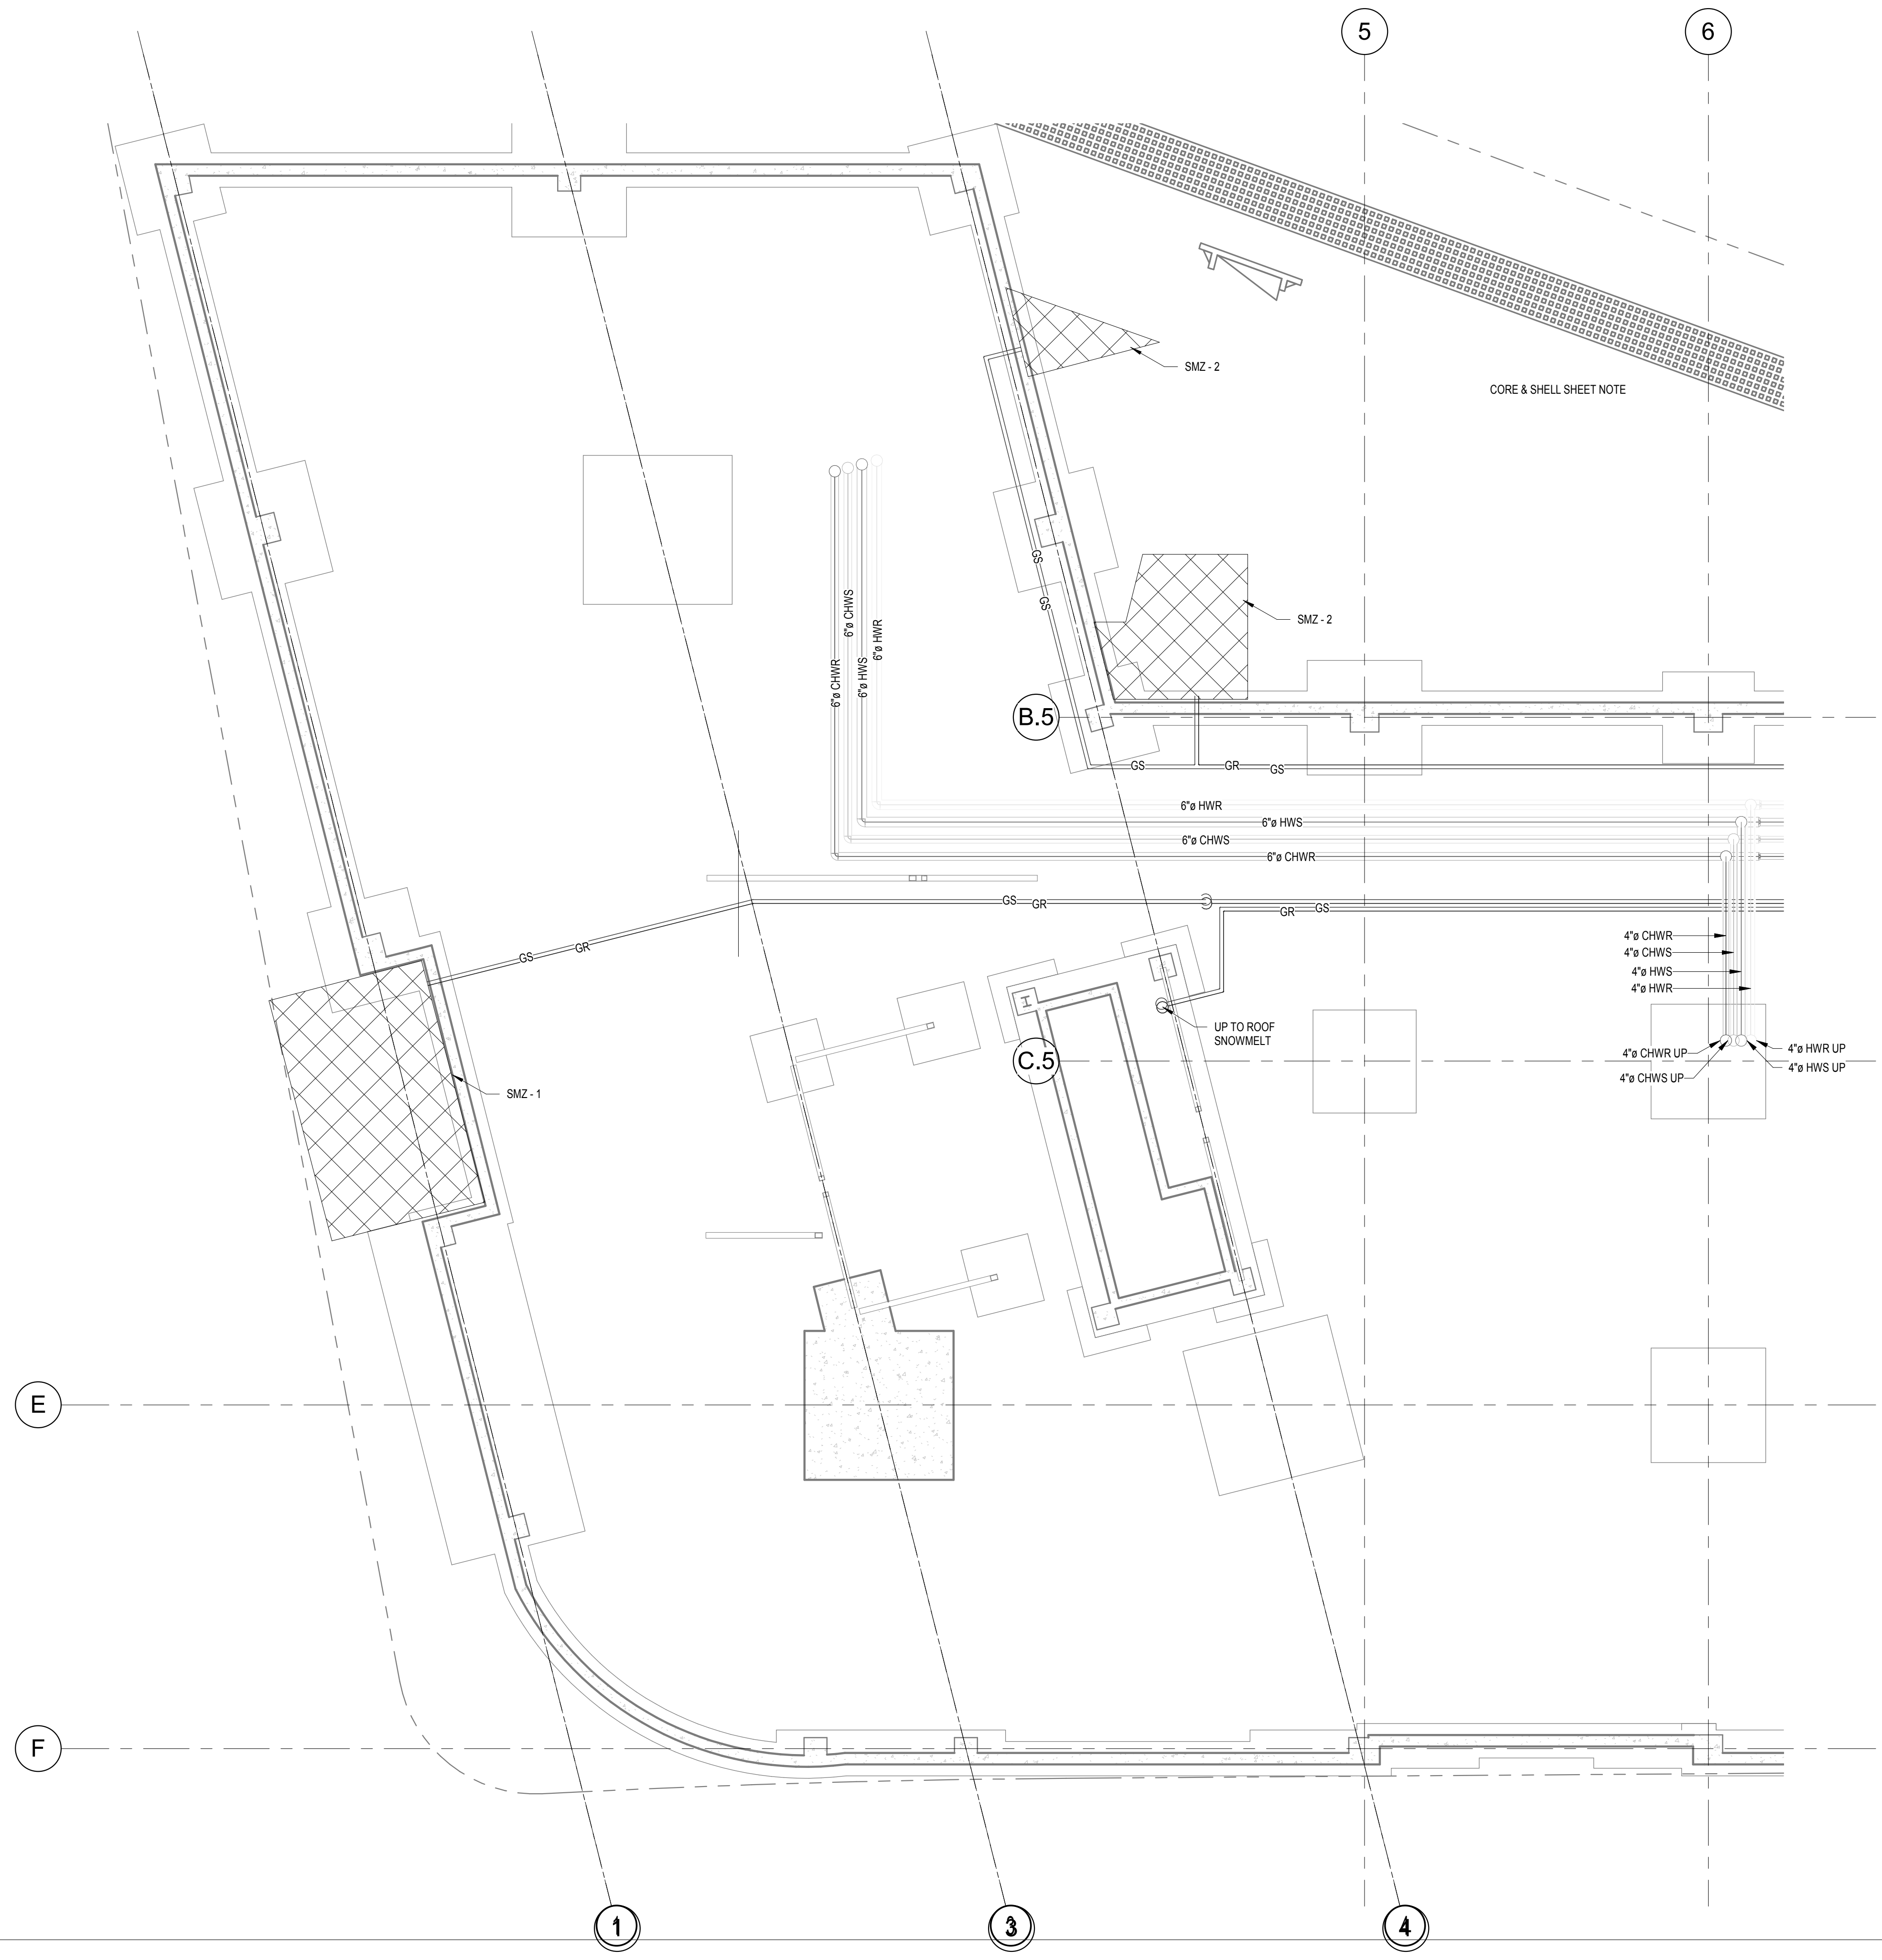 5
6
SMZ - 2
CORE & SHELL SHEET NOTE
GS
GS
6"ø CHWR
6"ø CHWS
6"ø HWS
6"ø HWR
SMZ - 2
B.5
GS
GR
GS
6"ø HWR
6"ø HWS
6"ø CHWS
6"ø CHWR
GS
GR
GS
GR
GR
GS
4"ø CHWR
4"ø CHWS
4"ø HWS
4"ø HWR
UP TO ROOF
SNOWMELT
C.5
4"ø CHWR UP
4"ø CHWS UP
4"ø HWR UP
4"ø HWS UP
SMZ - 1
E
F
1
3
4